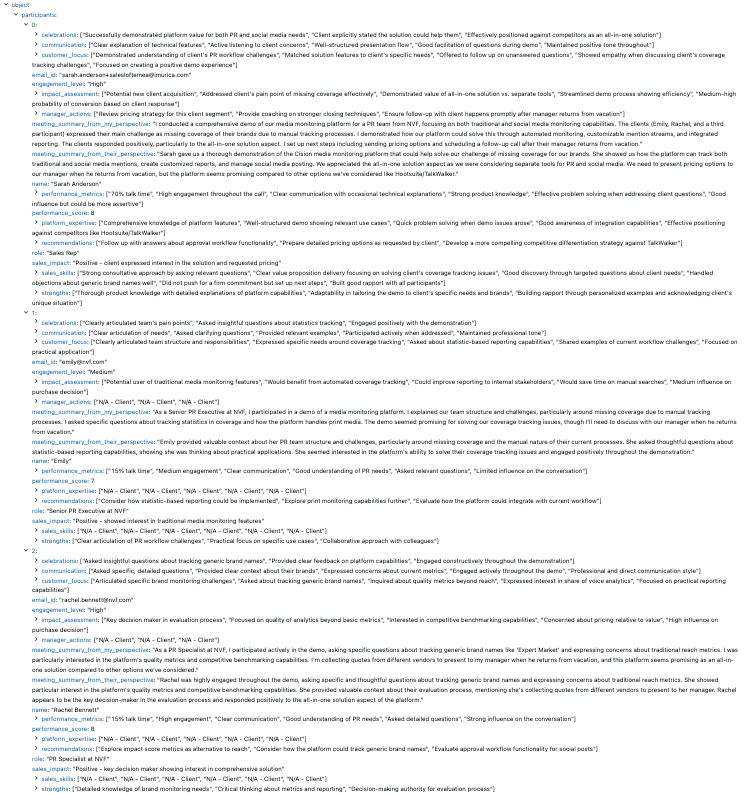 object
participants:
0:
celebrations: ["Successfully demonstrated platform value for both PR and social media needs", "Client explicitly stated the solution could help them", "Effectively positioned against competitors as an all-in-one solution"]
communication: ["Clear explanation of technical features", "Active listening to client concerns", "Well-structured presentation flow", "Good facilitation of questions during demo", "Maintained positive tone throughout"]
customer_focus: ["Demonstrated understanding of client's PR workflow challenges", "Matched solution features to client's specific needs", "Offered to follow up on unanswered questions", "Showed empathy when discussing client's coverage
tracking challenges", "Focused on creating a positive demo experience"]
email_id: "sarah.anderson+salesloftemea@imurica.com"
engagement_level: "High"
impact_assessment: ["Potential new client acquisition", "Addressed client's pain point of missing coverage effectively", "Demonstrated value of all-in-one solution vs. separate tools", "Streamlined demo process showing efficiency", "Medium-high
probability of conversion based on client response"]
manager_actions: ["Review pricing strategy for this client segment", "Provide coaching on stronger closing techniques", "Ensure follow-up with client happens promptly after manager returns from vacation"]
meeting_summary_from_my_perspective: "I conducted a comprehensive demo of our media monitoring platform for a PR team from NVF, focusing on both traditional and social media monitoring capabilities. The clients (Emily, Rachel, and a third
participant) expressed their main challenge as missing coverage of their brands due to manual tracking processes. I demonstrated how our platform could solve this through automated monitoring, customizable mention streams, and integrated
reporting. The clients responded positively, particularly to the all-in-one solution aspect. I set up next steps including sending pricing options and scheduling a follow-up call after their manager returns from vacation."
meeting_summary_from_their_perspective: "Sarah gave us a thorough demonstration of the Cision media monitoring platform that could help solve our challenge of missing coverage for our brands. She showed us how the platform can track both
traditional and social media mentions, create customized reports, and manage social media posting. We appreciated the all-in-one solution aspect as we were considering separate tools for PR and social media. We need to present pricing options to
our manager when he returns from vacation, but the platform seems promising compared to other options we've considered like Hootsuite/TalkWalker."
name: "Sarah Anderson"
performance_metrics: ["70% talk time", "High engagement throughout the call", "Clear communication with occasional technical explanations", "Strong product knowledge", "Effective problem solving when addressing client questions", "Good
influence but could be more assertive"]
performance_score: 8
platform_expertise: ["Comprehensive knowledge of platform features", "Well-structured demo showing relevant use cases", "Quick problem solving when demo issues arose", "Good awareness of integration capabilities", "Effective positioning
against competitors like Hootsuite/TalkWalker"]
recommendations: ["Follow up with answers about approval workflow functionality", "Prepare detailed pricing options as requested by client", "Develop a more compelling competitive differentiation strategy against TalkWalker"]
role: "Sales Rep"
sales_impact: "Positive - client expressed interest in the solution and requested pricing"
sales_skills: ["Strong consultative approach by asking relevant questions", "Clear value proposition delivery focusing on solving client's coverage tracking issues", "Good discovery through targeted questions about client needs", "Handled
objections about generic brand names well", "Did not push for a firm commitment but set up next steps", "Built good rapport with all participants"]
strengths: ["Thorough product knowledge with detailed explanations of platform capabilities", "Adaptability in tailoring the demo to client's specific needs and brands", "Building rapport through personalized examples and acknowledging client's
unique situation"]
1:
celebrations: ["Clearly articulated team's pain points", "Asked insightful questions about statistics tracking", "Engaged positively with the demonstration"]
communication: ["Clear articulation of needs", "Asked clarifying questions", "Provided relevant examples", "Participated actively when addressed", "Maintained professional tone"]
customer_focus: ["Clearly articulated team structure and responsibilities", "Expressed specific needs around coverage tracking", "Asked about statistic-based reporting capabilities", "Shared examples of current workflow challenges", "Focused on
practical application"]
email_id: "emily@nvf.com"
engagement_level: "Medium"
impact_assessment: ["Potential user of traditional media monitoring features", "Would benefit from automated coverage tracking", "Could improve reporting to internal stakeholders", "Would save time on manual searches", "Medium influence on
purchase decision"]
manager_actions: ["N/A - Client", "N/A - Client", "N/A - Client"]
meeting_summary_from_my_perspective: "As a Senior PR Executive at NVF, I participated in a demo of a media monitoring platform. I explained our team structure and challenges, particularly around missing coverage due to manual tracking
processes. I asked specific questions about tracking statistics in coverage and how the platform handles print media. The demo seemed promising for solving our coverage tracking issues, though I'll need to discuss with our manager when he returns
from vacation."
meeting_summary_from_their_perspective: "Emily provided valuable context about her PR team structure and challenges, particularly around missing coverage and the manual nature of their current processes. She asked thoughtful questions about
statistic-based reporting capabilities, showing she was thinking about practical applications. She seemed interested in the platform's ability to solve their coverage tracking issues and engaged positively throughout the demonstration."
name: "Emily"
performance_metrics: ["15% talk time", "Medium engagement", "Clear communication", "Good understanding of PR needs", "Asked relevant questions", "Limited influence on the conversation"]
performance_score: 7
platform_expertise: ["N/A - Client", "N/A - Client", "N/A - Client", "N/A - Client", "N/A - Client"]
recommendations: ["Consider how statistic-based reporting could be implemented", "Explore print monitoring capabilities further", "Evaluate how the platform could integrate with current workflow"]
role: "Senior PR Executive at NVF"
sales_impact: "Positive - showed interest in traditional media monitoring features"
sales_skills: ["N/A - Client", "N/A - Client", "N/A - Client", "N/A - Client", "N/A - Client", "N/A - Client"]
strengths: ["Clear articulation of PR workflow challenges", "Practical focus on specific use cases", "Collaborative approach with colleagues"]
2:
celebrations: ["Asked insightful questions about generic brand names", "Provided clear feedback on platform capabilities", "Engaged constructively throughout the demonstration"]
communication: ["Asked specific, detailed questions", "Provided clear context about their brands", "Expressed concerns about current metrics", "Engaged actively throughout the demo", "Professional and direct communication style"]
customer_focus: ["Articulated specific brand monitoring challenges", "Asked about tracking generic brand names", "Inquired about quality metrics beyond reach", "Expressed interest in share of voice analytics", "Focused on practical reporting
capabilities"]
email_id: "rachel.bennett@nvf.com"
engagement_level: "High"
impact_assessment: ["Key decision maker in evaluation process", "Focused on quality of analytics beyond basic metrics", "Interested in competitive benchmarking capabilities", "Concerned about pricing relative to value", "High influence on
purchase decision"]
manager_actions: ["N/A - Client", "N/A - Client", "N/A - Client"]
meeting_summary_from_my_perspective: "As a PR Specialist at NVF, I participated actively in the demo, asking specific questions about tracking generic brand names like 'Expert Market' and expressing concerns about traditional reach metrics. I was
particularly interested in the platform's quality metrics and competitive benchmarking capabilities. I'm collecting quotes from different vendors to present to my manager when he returns from vacation, and this platform seems promising as an all-in-
one solution compared to other options we've considered."
meeting_summary_from_their_perspective: "Rachel was highly engaged throughout the demo, asking specific and thoughtful questions about tracking generic brand names and expressing concerns about traditional metrics. She showed
particular interest in the platform's quality metrics and competitive benchmarking capabilities. She provided valuable context about their evaluation process, mentioning she's collecting quotes from different vendors to present to her manager. Rachel
appears to be the key decision-maker in the evaluation process and responded positively to the all-in-one solution aspect of the platform."
name: "Rachel Bennett"
performance_metrics: ["15% talk time", "High engagement", "Clear communication", "Good understanding of PR needs", "Asked detailed questions", "Strong influence on the conversation"]
performance_score: 8
platform_expertise: ["N/A - Client", "N/A - Client", "N/A - Client", "N/A - Client", "N/A - Client"]
recommendations: ["Explore impact score metrics as alternative to reach", "Consider how the platform could track generic brand names", "Evaluate approval workflow functionality for social posts"]
role: "PR Specialist at NVF"
sales_impact: "Positive - key decision maker showing interest in comprehensive solution"
sales_skills: ["N/A - Client", "N/A - Client", "N/A - Client", "N/A - Client", "N/A - Client", "N/A - Client"]
strengths: ["Detailed knowledge of brand monitoring needs", "Critical thinking about metrics and reporting", "Decision-making authority for evaluation process"]